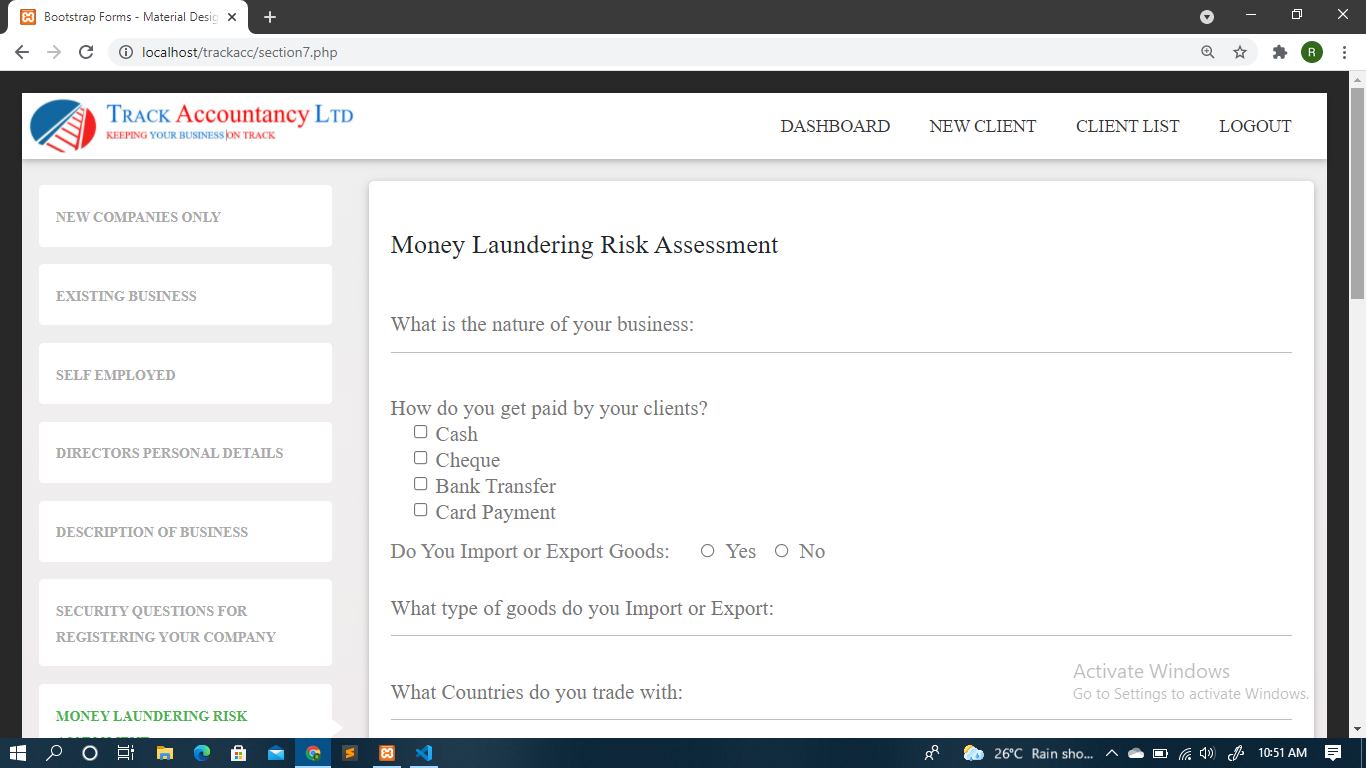 Bootstrap Forms - Material Desig
localhost/trackacc/section7.php
R
TRACK ACCOUNTANCY LTD
KEEPING YOUR BUSINESS ON TRACK
DASHBOARD NEW CLIENT CLIENT LIST LOGOUT
NEW COMPANIES ONLY
EXISTING BUSINESS
SELF EMPLOYED
DIRECTORS PERSONAL DETAILS
DESCRIPTION OF BUSINESS
SECURITY QUESTIONS FOR
REGISTERING YOUR COMPANY
MONEY LAUNDERING RISK
Money Laundering Risk Assessment
What is the nature of your business:
How do you get paid by your clients?
Cash
Cheque
Bank Transfer
Card Payment
Do You Import or Export Goods: Yes No
What type of goods do you Import or Export:
What Countries do you trade with:
Activate Windows
Go to Settings to activate Windows.
26°C Rain sho... 10:51 AM